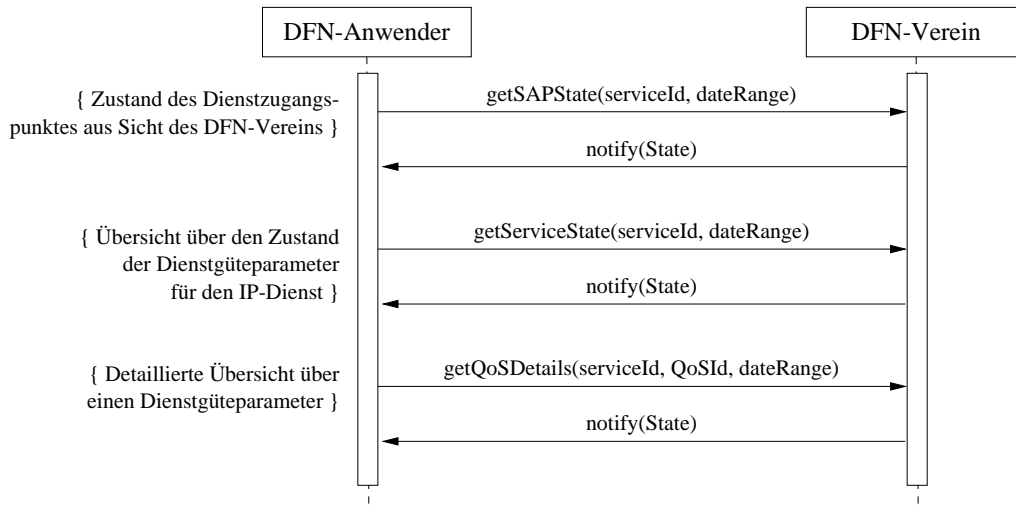 DFN-Anwender
DFN-Verein
{ Zustand des Dienstzugangs-
punktes aus Sicht des DFN-Vereins }
getSAPState(serviceId, dateRange)
notify(State)
{ Übersicht über den Zustand
der Dienstgüteparameter
für den IP-Dienst }
getServiceState(serviceId, dateRange)
notify(State)
{ Detaillierte Übersicht über
einen Dienstgüteparameter }
getQoSDetails(serviceId, QoSId, dateRange)
notify(State)